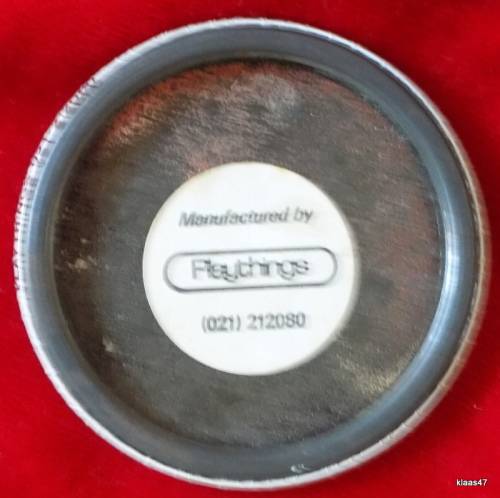 Manufactured by
Playthings
(021) 212080
klaas47